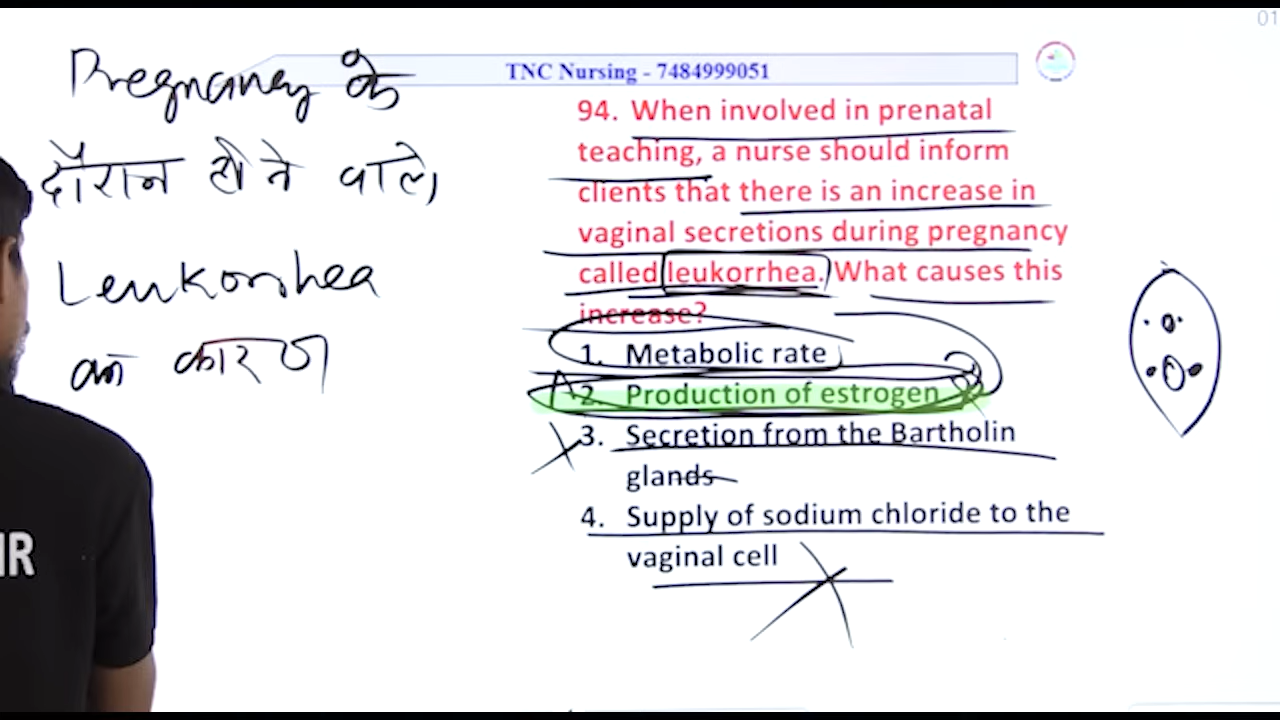 Pregnancy के
दौरान होने वाले
Leukorrhea
का कारण
TNC Nursing - 7484999051
94. When involved in prenatal
teaching, a nurse should inform
clients that there is an increase in
vaginal secretions during pregnancy
called leukorrhea. What causes this
increase?
1. Metabolic rate
2. Production of estrogen
3. Secretion from the Bartholin
glands
4. Supply of sodium chloride to the
vaginal cell
IR
01